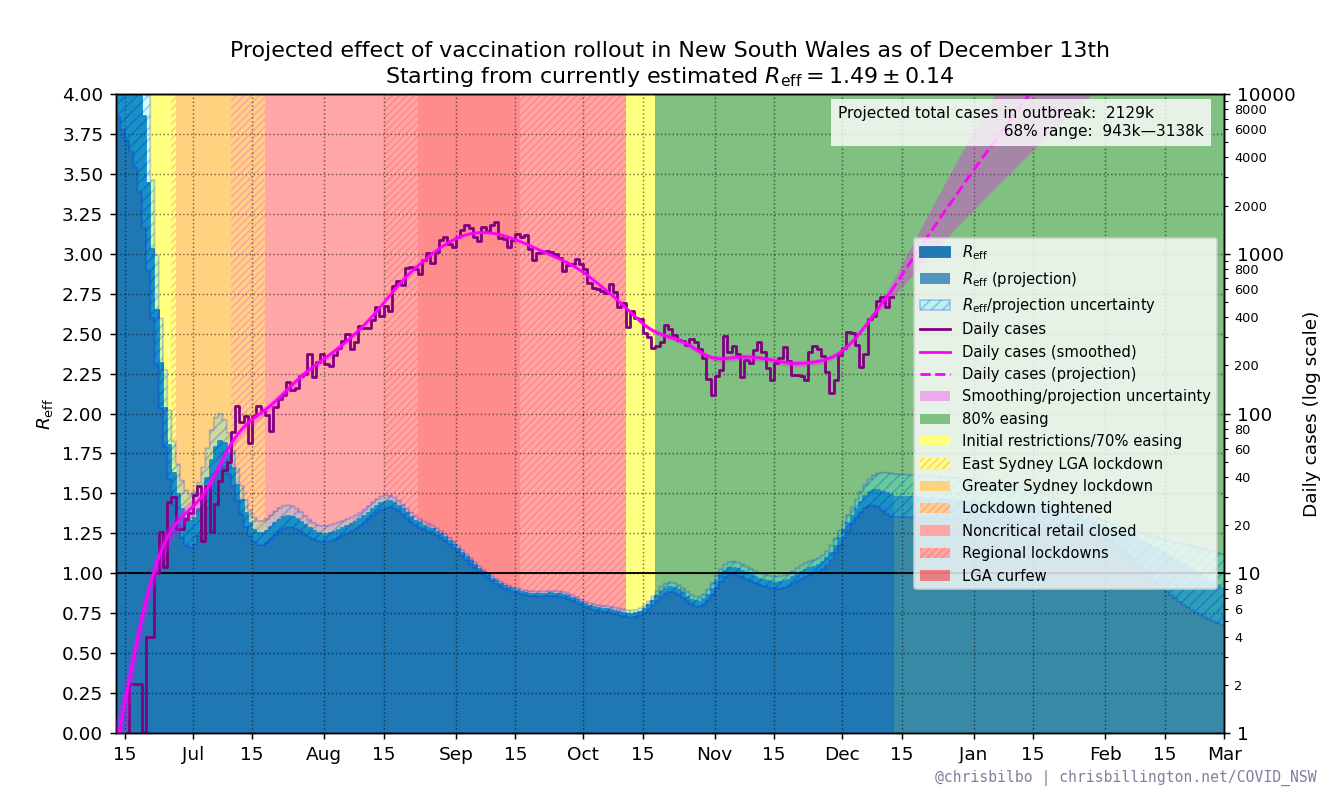 Projected effect of vaccination rollout in New South Wales as of December 13th
Starting from currently estimated R_eff = 1.49 ± 0.14
Projected total cases in outbreak: 2129k
68% range: 943k—3138k
R_eff
4.00
3.75
3.50
3.25
3.00
2.75
2.50
2.25
2.00
1.75
1.50
1.25
1.00
0.75
0.50
0.25
0.00
R_eff
R_eff (projection)
R_eff/projection uncertainty
Daily cases
Daily cases (smoothed)
Daily cases (projection)
Smoothing/projection uncertainty
80% easing
Initial restrictions/70% easing
East Sydney LGA lockdown
Greater Sydney lockdown
Lockdown tightened
Noncritical retail closed
Regional lockdowns
LGA curfew
10000
8000
6000
4000
2000
1000
800
600
400
200
100
80
60
40
20
10
8
6
4
2
1
Daily cases (log scale)
15 Jul 15 Aug 15 Sep 15 Oct 15 Nov 15 Dec 15 Jan 15 Feb 15 Mar
@chrisbilbo | chrisbillington.net/COVID_NSW